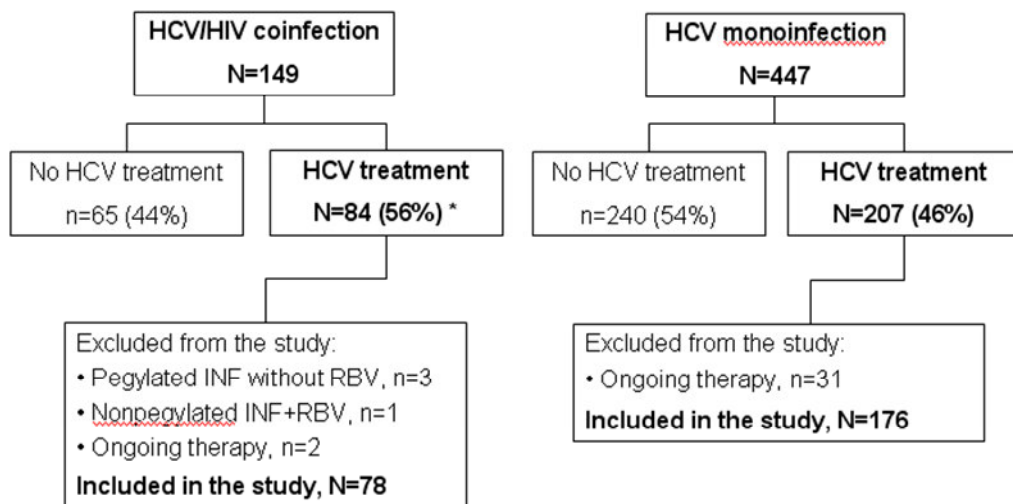 HCV/HIV coinfection
N=149
No HCV treatment
n=65 (44%)
HCV treatment
N=84 (56%) *
Excluded from the study:
• Pegylated INF without RBV, n=3
• Nonpegylated INF+RBV, n=1
• Ongoing therapy, n=2
Included in the study, N=78
HCV monoinfection
N=447
No HCV treatment
n=240 (54%)
HCV treatment
N=207 (46%)
Excluded from the study:
• Ongoing therapy, n=31
Included in the study, N=176